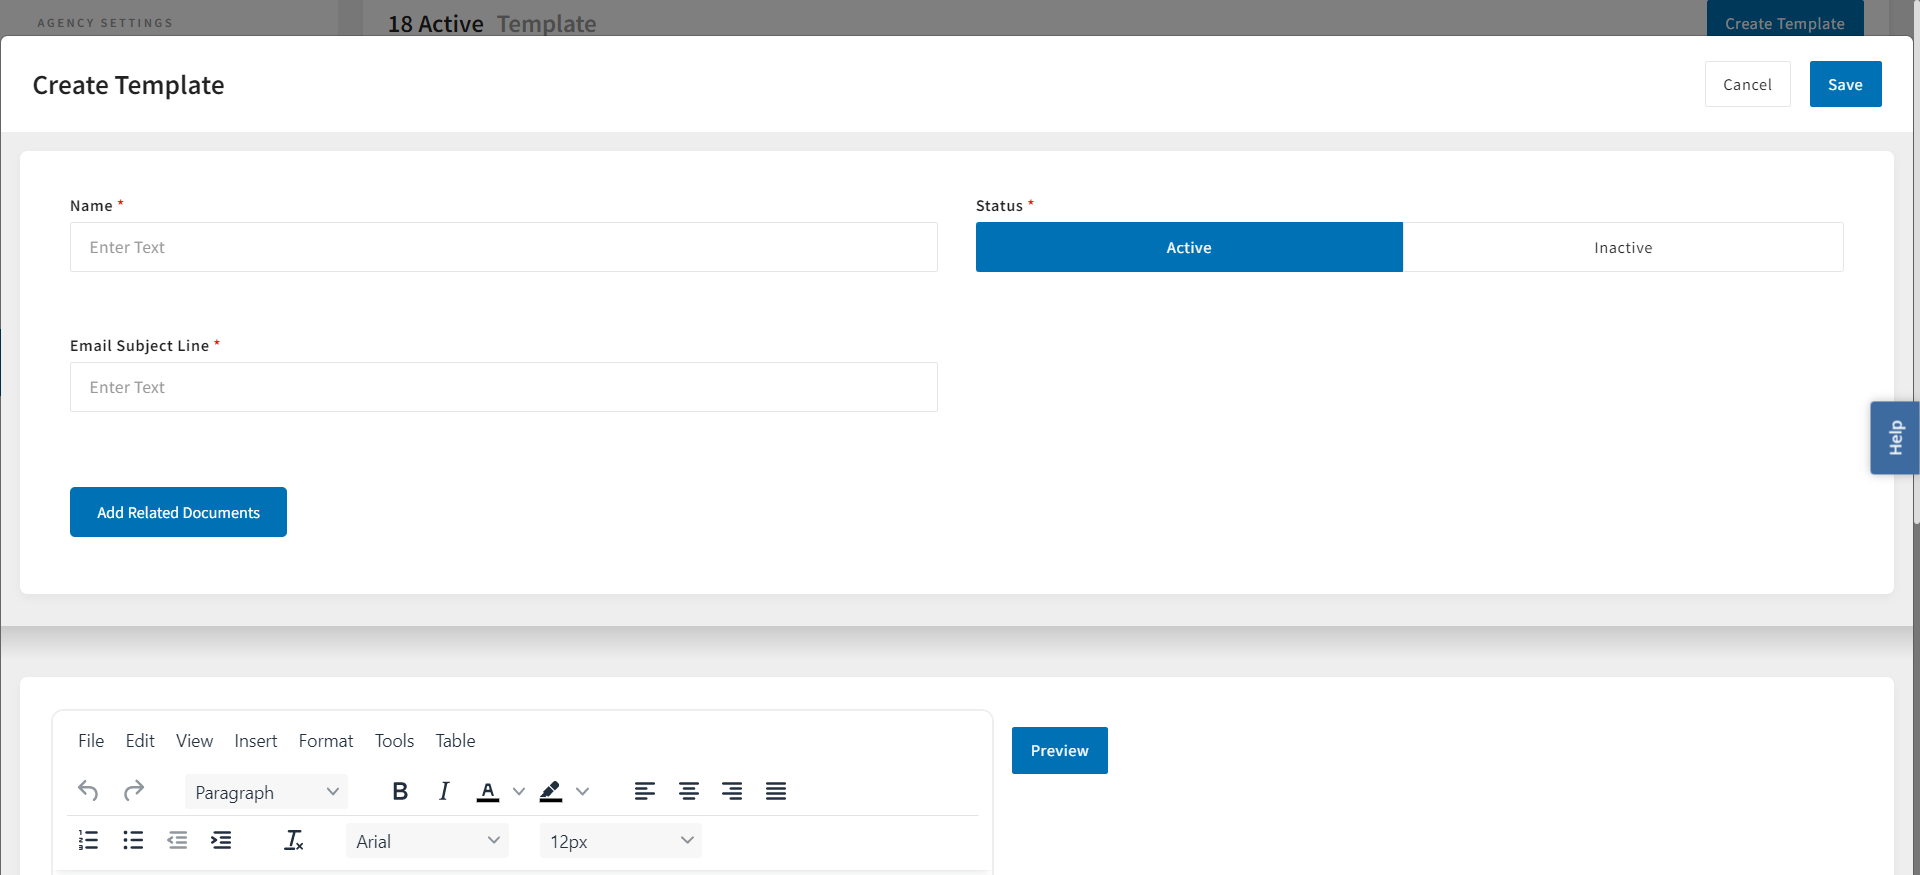 AGENCY SETTINGS
18 Active Template
Create Template
Create Template
Cancel
Save
Name *
Status *
Enter Text
Active
Inactive
Email Subject Line *
Enter Text
Help
Add Related Documents
File Edit View Insert Format Tools Table
Preview
Paragraph
Arial
12px